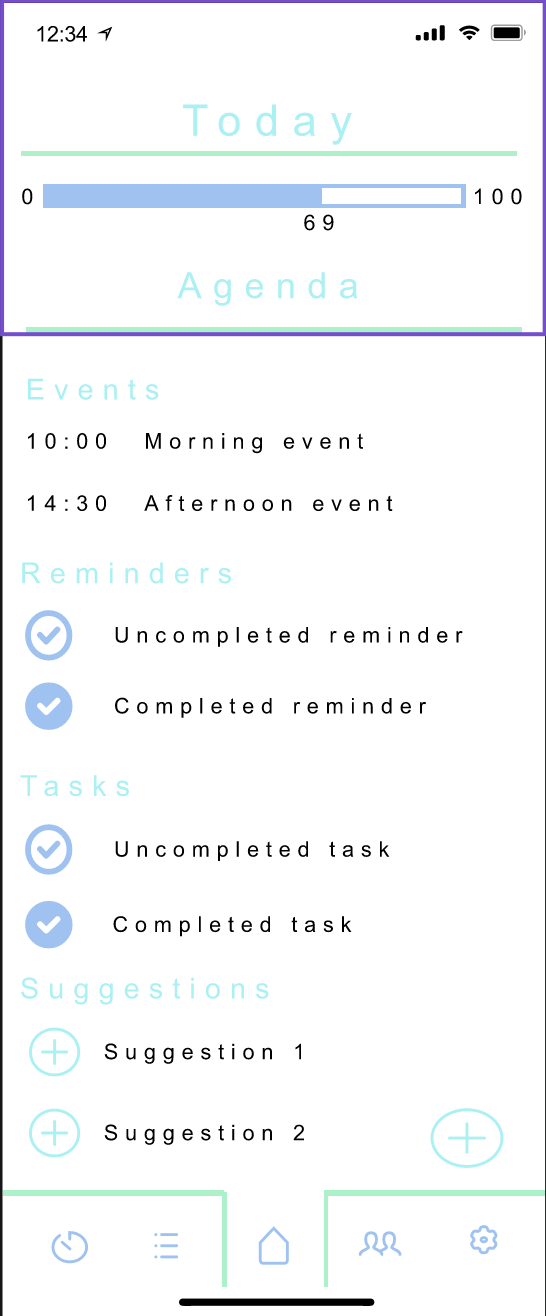 12:34
Today
0 100
69
Agenda
Events
10:00 Morning event
14:30 Afternoon event
Reminders
Uncompleted reminder
Completed reminder
Tasks
Uncompleted task
Completed task
Suggestions
Suggestion 1
Suggestion 2